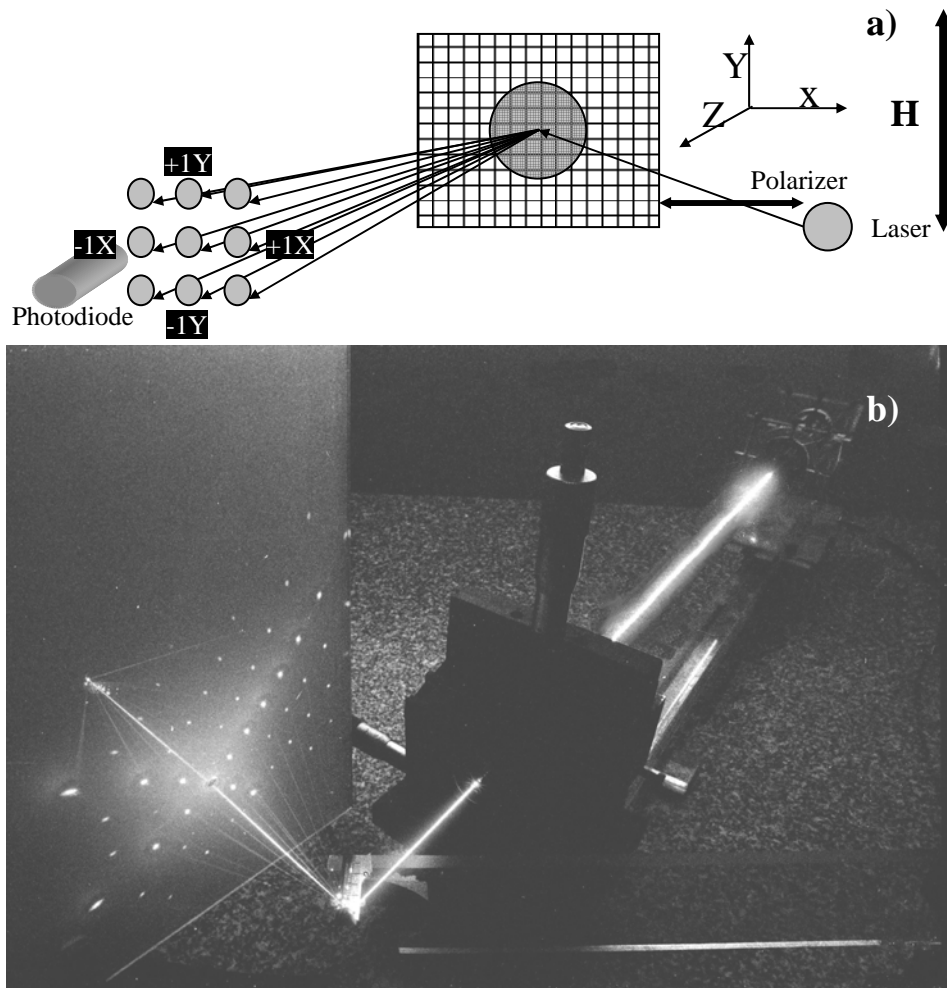 a)
Y
X
Z
H
+1Y
Polarizer
-1X
+1X
Laser
Photodiode
-1Y
b)